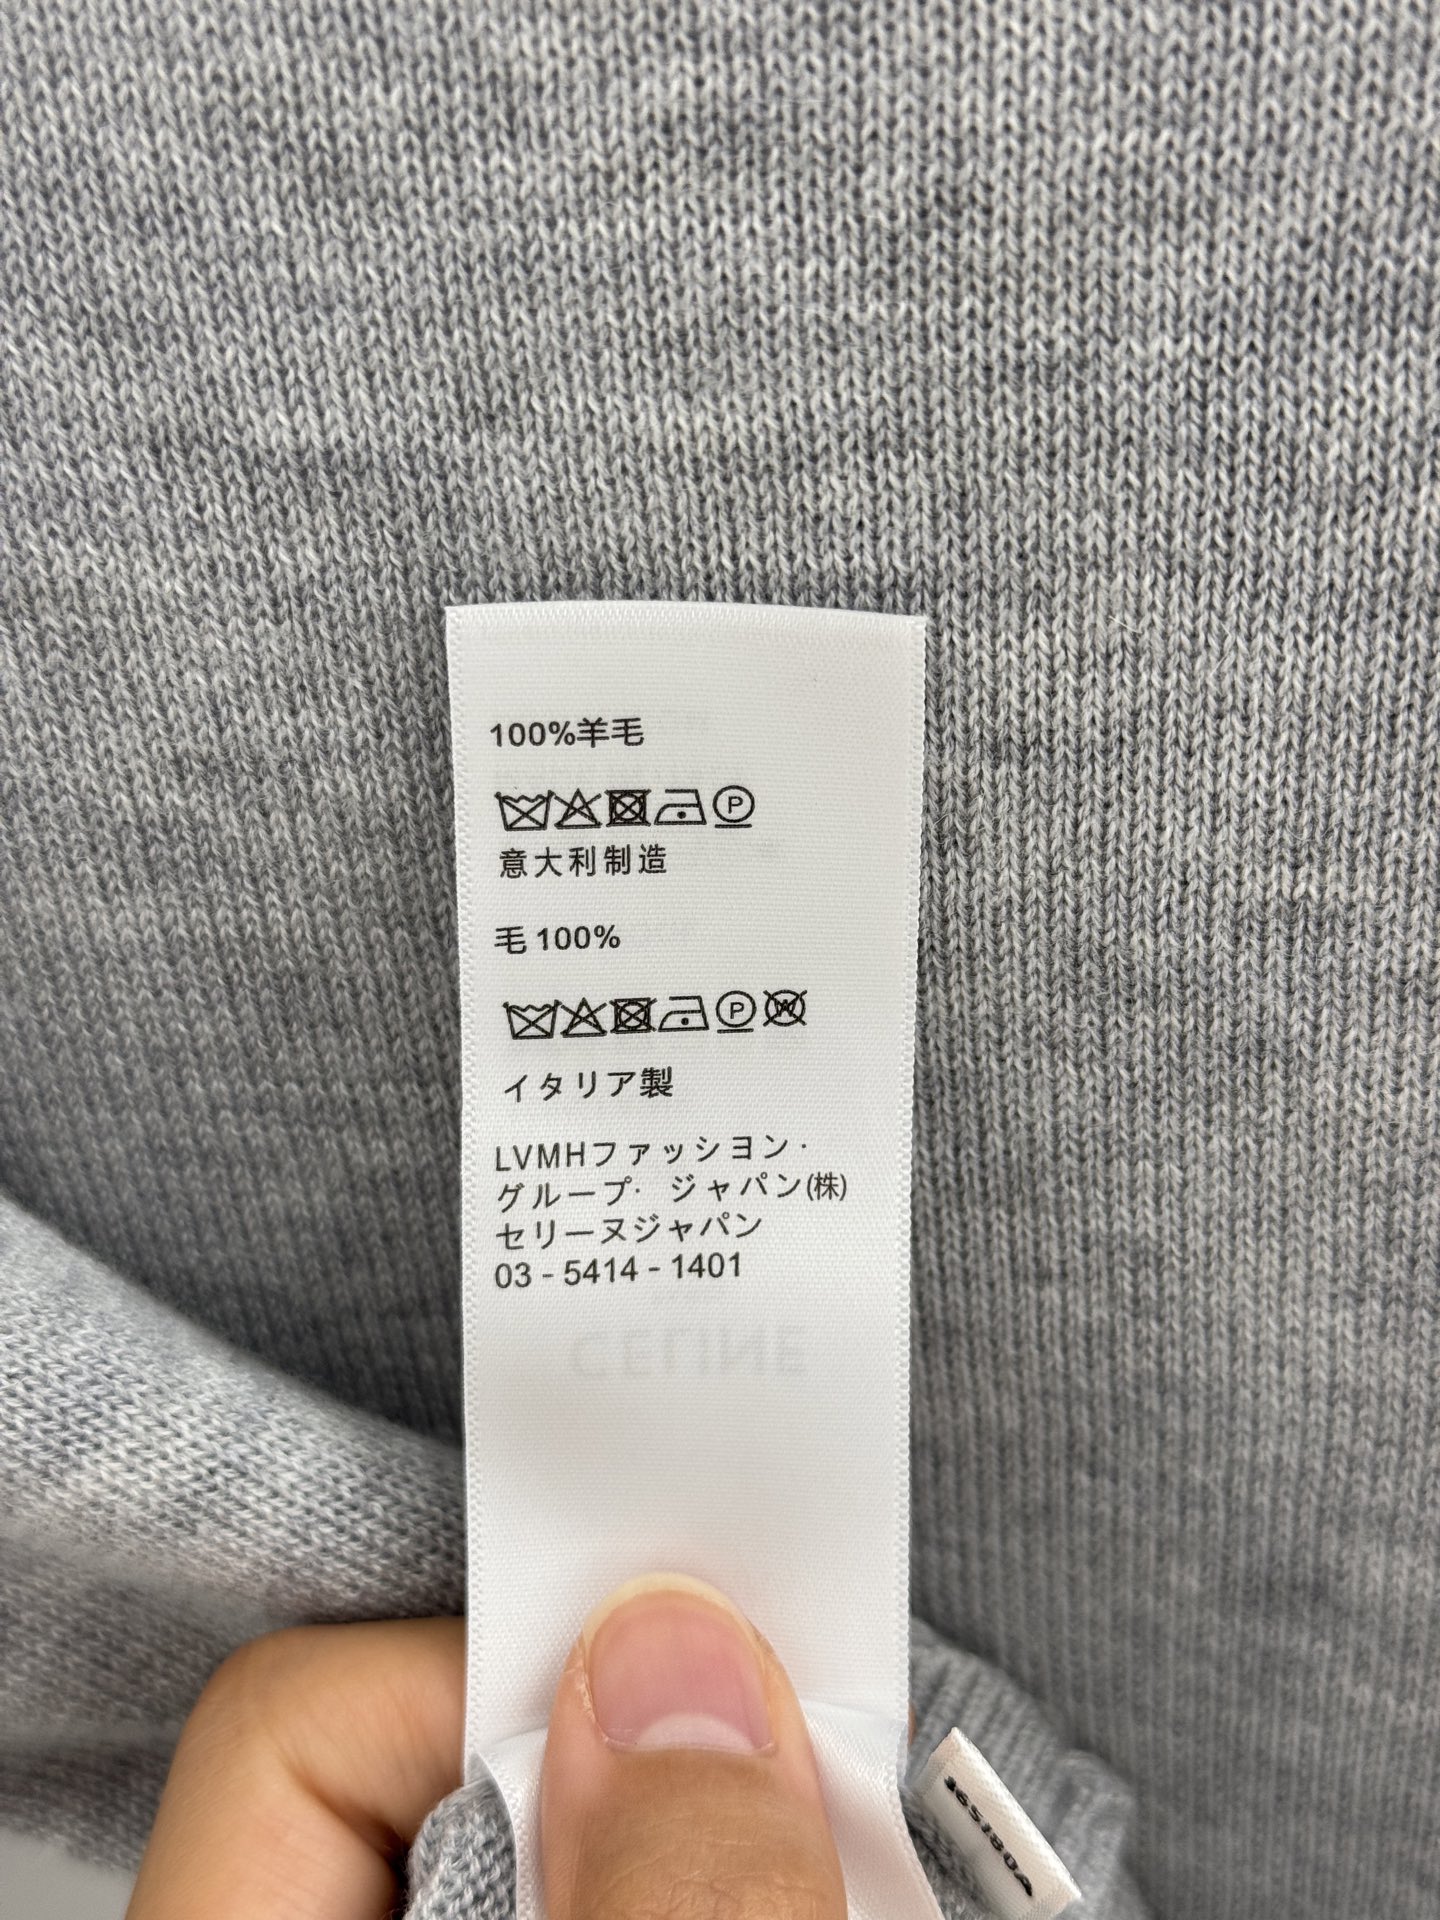 100%羊毛
P
意大利制造
毛 100%
P W
イタリア製
LVMHファッション·
グループ· ジャパン(株)
セリーヌジャパン
03 - 5414 - 1401
CELINE